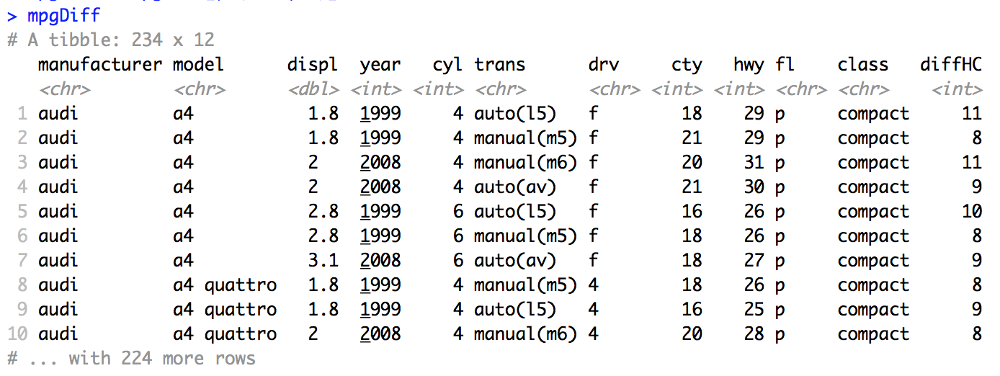 > mpgDiff
# A tibble: 234 x 12
manufacturer model displ year cyl trans drv cty hwy fl class diffHC
<chr> <chr> <dbl> <int> <int> <chr> <chr> <int> <int> <chr> <chr> <int>
1 audi a4 1.8 1999 4 auto(l5) f 18 29 p compact 11
2 audi a4 1.8 1999 4 manual(m5) f 21 29 p compact 8
3 audi a4 2 2008 4 manual(m6) f 20 31 p compact 11
4 audi a4 2 2008 4 auto(av) f 21 30 p compact 9
5 audi a4 2.8 1999 6 auto(l5) f 16 26 p compact 10
6 audi a4 2.8 1999 6 manual(m5) f 18 26 p compact 8
7 audi a4 3.1 2008 6 auto(av) f 18 27 p compact 9
8 audi a4 quattro 1.8 1999 4 manual(m5) 4 18 26 p compact 8
9 audi a4 quattro 1.8 1999 4 auto(l5) 4 16 25 p compact 9
10 audi a4 quattro 2 2008 4 manual(m6) 4 20 28 p compact 8
# ... with 224 more rows